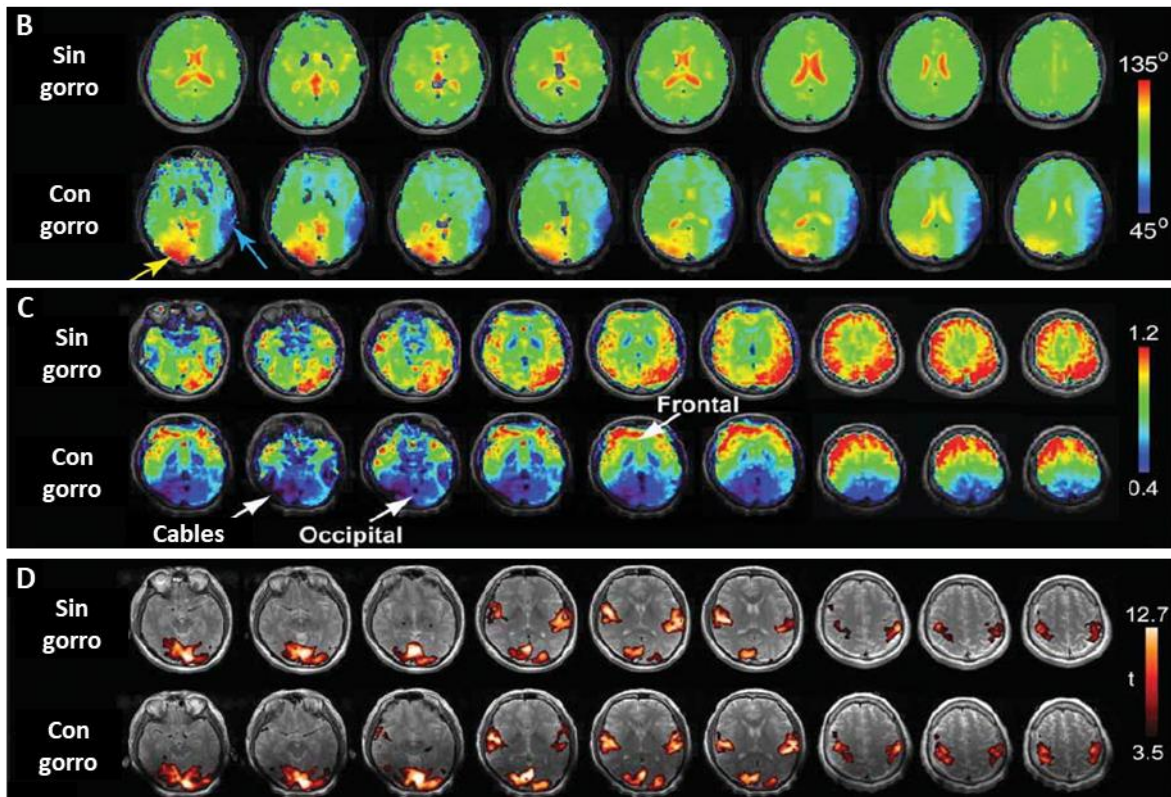 B
Sin
gorro
135°
Con
gorro
45°
C
Sin
gorro
1.2
Frontal
Con
gorro
0.4
Cables
Occipital
D
Sin
gorro
12.7
t
Con
gorro
3.5